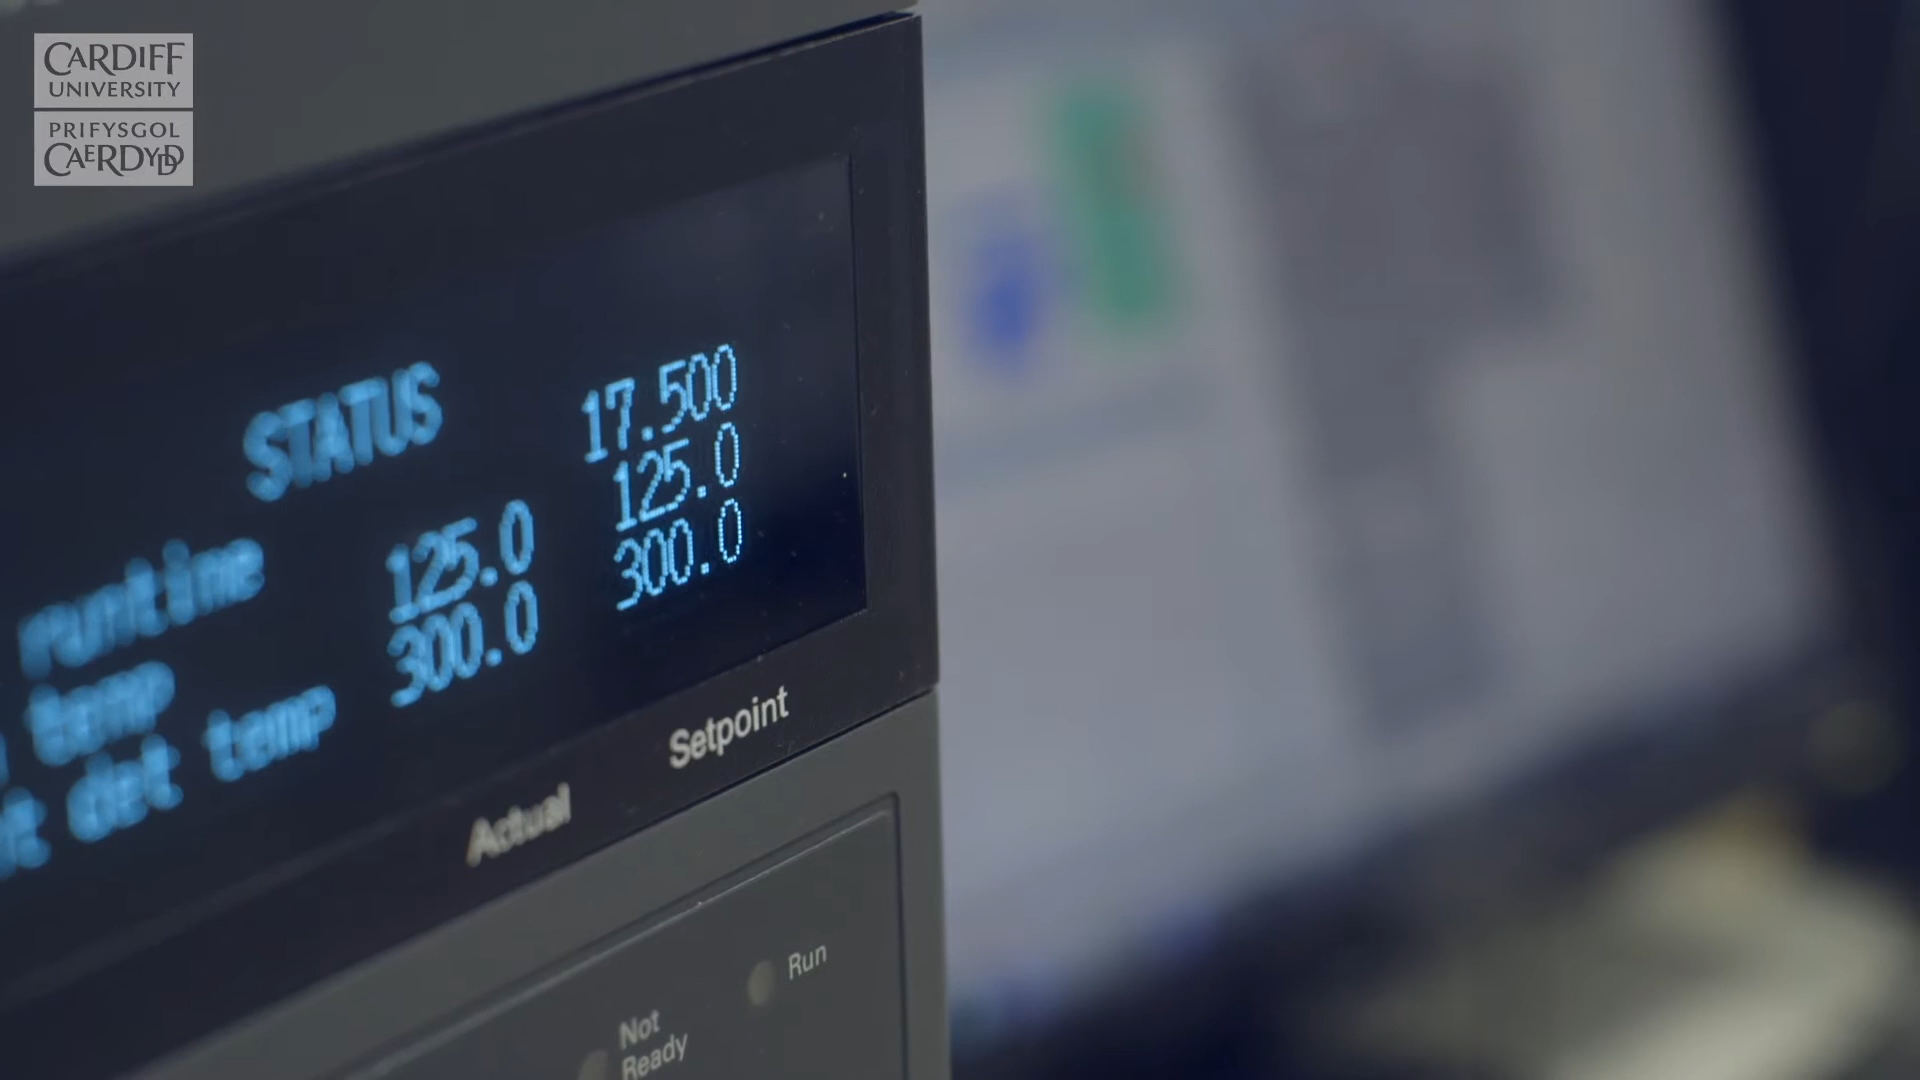 CARDIFF
UNIVERSITY
PRIFYSGOL
CAERDYDD
STATUS
runtime 17.500
temp 125.0 125.0
det temp 300.0 300.0
Actual Setpoint
Run
Not
Ready